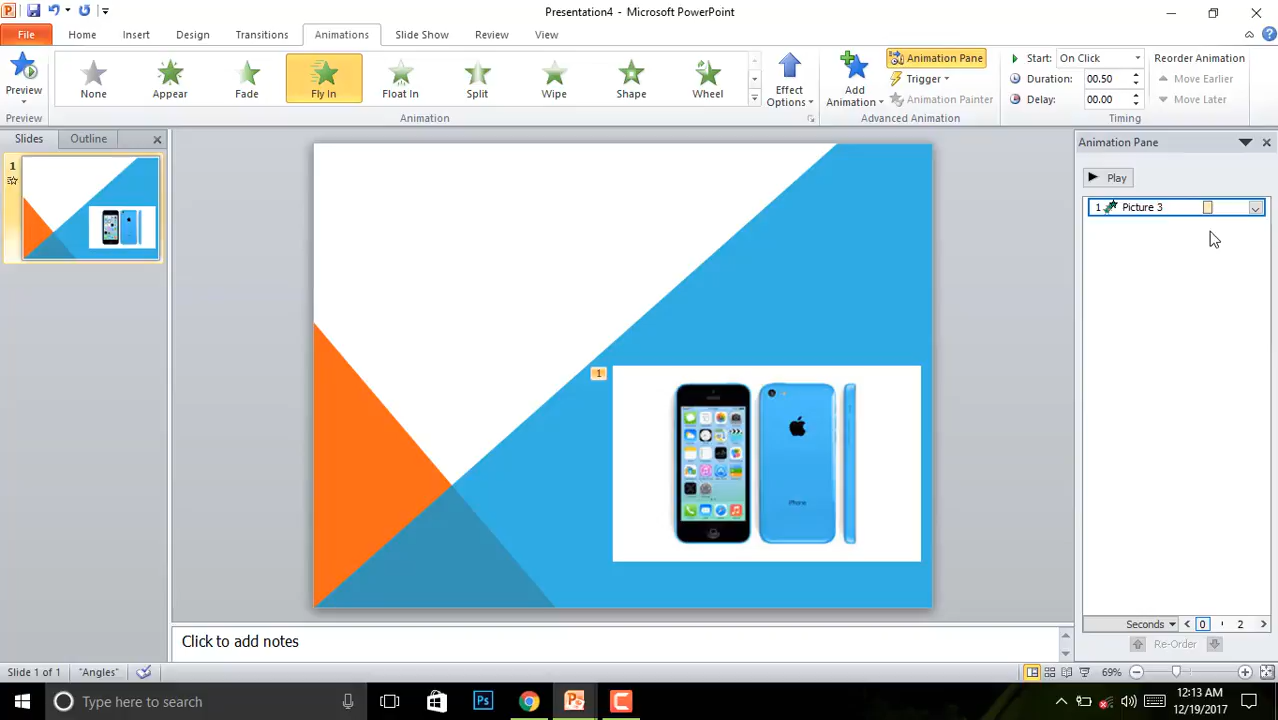 Presentation4 - Microsoft PowerPoint
File Home Insert Design Transitions Animations Slide Show Review View
Preview
None Appear Fade Fly In Float In Split Wipe Shape Wheel
Effect Options
Add Animation
Animation Pane
Trigger
Animation Painter
Start: On Click
Duration: 00.50
Delay: 00.00
Reorder Animation
Move Earlier
Move Later
Preview Animation Advanced Animation Timing
Slides Outline
1
1
iPhone
Animation Pane
Play
1 Picture 3
Seconds 0 2
Re-Order
Click to add notes
Slide 1 of 1 "Angles" 69%
Type here to search
12:13 AM
12/19/2017